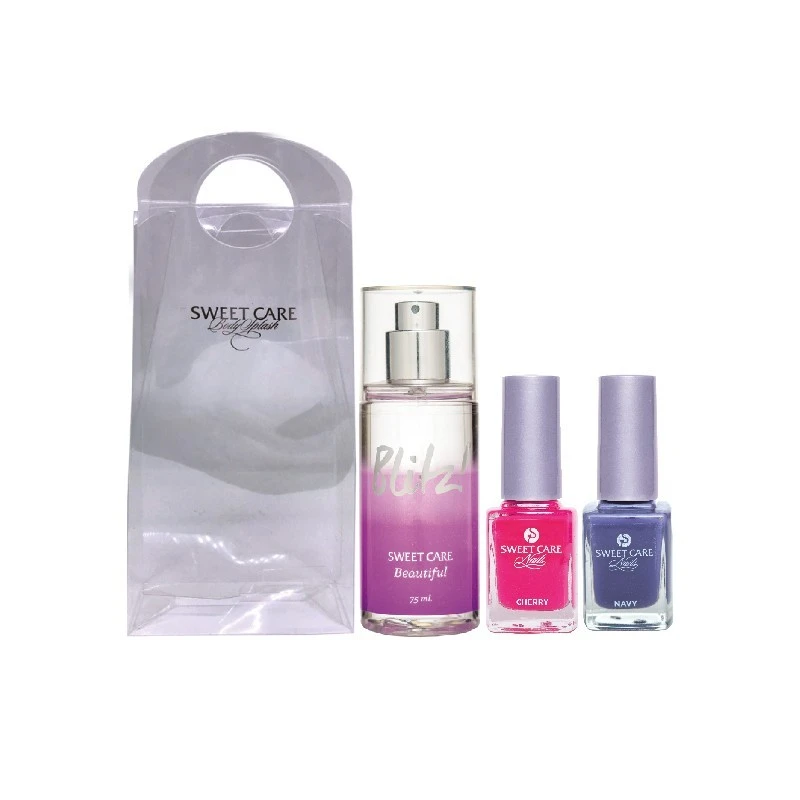 SWEET CARE
Body Splash
Blitz!
SWEET CARE
Beautiful
75 ml.
SWEET CARE
Nails
CHERRY
SWEET CARE
Nails
NAVY